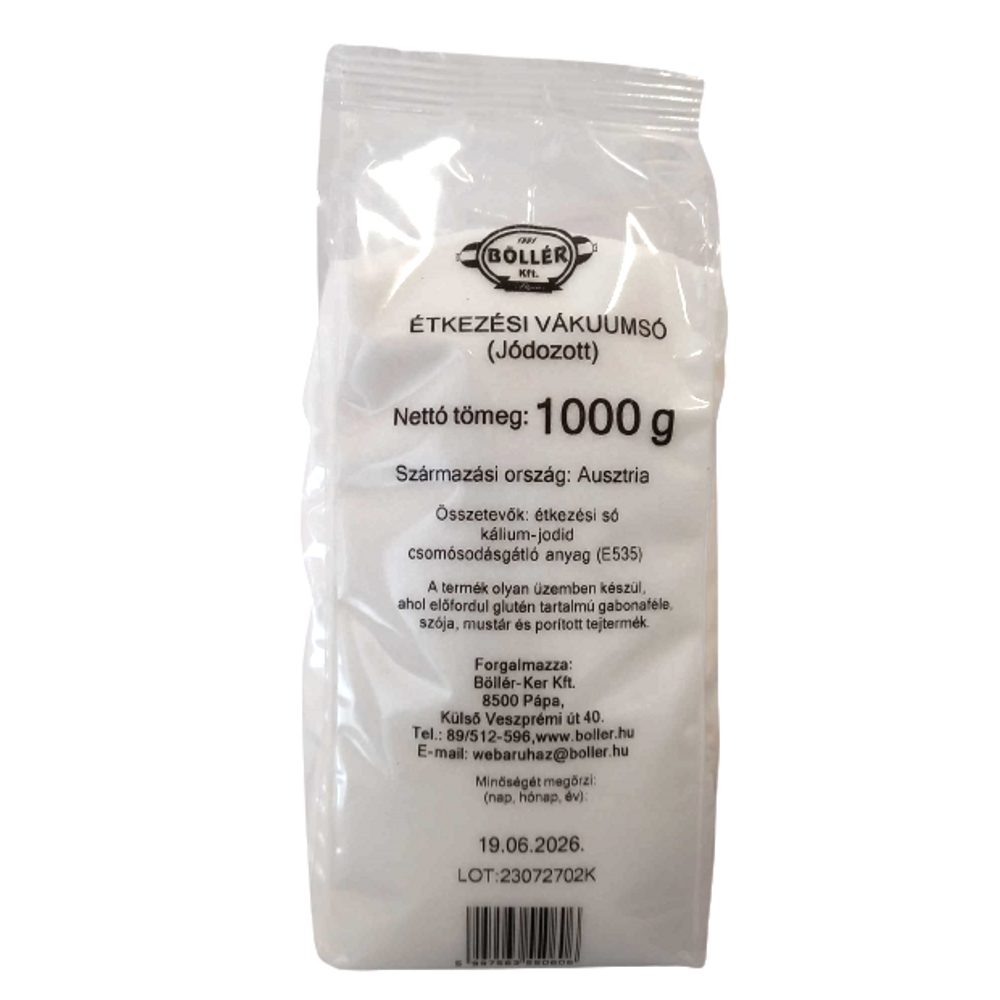 1991
BÖLLÉR
Kft.
Pápa
ÉTKEZÉSI VÁKUUMSÓ
(Jódozott)
Nettó tömeg: 1000 g
Származási ország: Ausztria
Összetevők: étkezési só
kálium-jodid
csomósodásgátló anyag (E535)
A termék olyan üzemben készül,
ahol előfordul glutén tartalmú gabonaféle,
szója, mustár és porított tejtermék.
Forgalmazza:
Böllér-Ker Kft.
8500 Pápa,
Külső Veszprémi út 40.
Tel.: 89/512-596,www.boller.hu
E-mail: webaruhaz@boller.hu
Minőségét megőrzi:
(nap, hónap, év):
19.06.2026.
LOT:23072702K